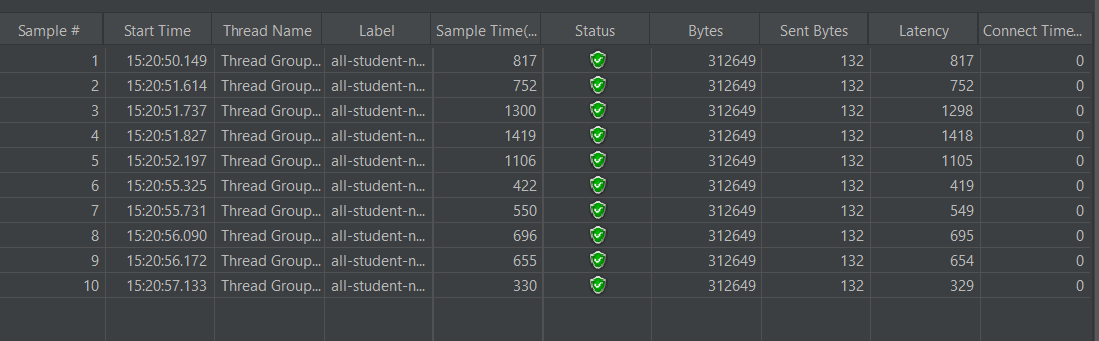 Sample # Start Time Thread Name Label Sample Time(... Status Bytes Sent Bytes Latency Connect Time...
1 15:20:50.149 Thread Group... all-student-n... 817 312649 132 817 0
2 15:20:51.614 Thread Group... all-student-n... 752 312649 132 752 0
3 15:20:51.737 Thread Group... all-student-n... 1300 312649 132 1298 0
4 15:20:51.827 Thread Group... all-student-n... 1419 312649 132 1418 0
5 15:20:52.197 Thread Group... all-student-n... 1106 312649 132 1105 0
6 15:20:55.325 Thread Group... all-student-n... 422 312649 132 419 0
7 15:20:55.731 Thread Group... all-student-n... 550 312649 132 549 0
8 15:20:56.090 Thread Group... all-student-n... 696 312649 132 695 0
9 15:20:56.172 Thread Group... all-student-n... 655 312649 132 654 0
10 15:20:57.133 Thread Group... all-student-n... 330 312649 132 329 0